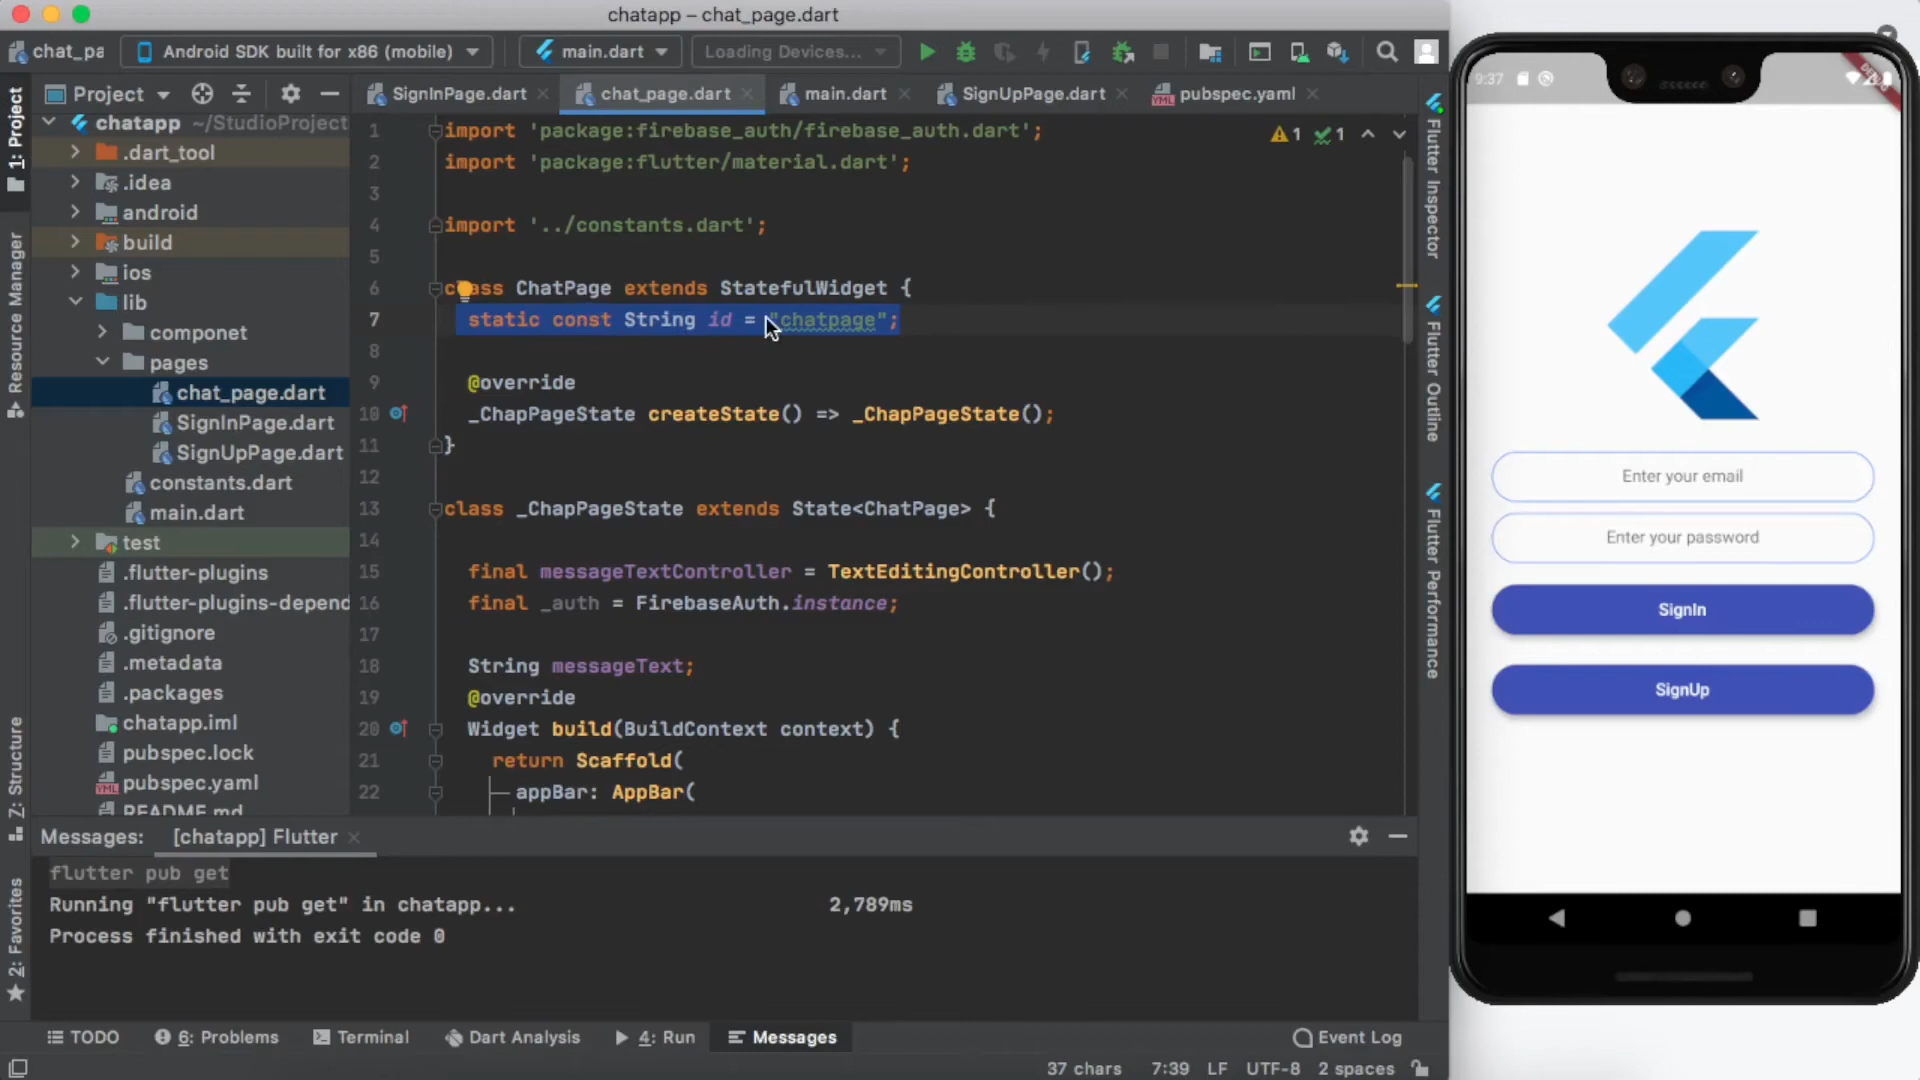 chatapp – chat_page.dart
chat_pa
Android SDK built for x86 (mobile)
main.dart
Loading Devices...
1: Project
Resource Manager
Z: Structure
2: Favorites
Project
SignInPage.dart
chat_page.dart
main.dart
SignUpPage.dart
pubspec.yaml
chatapp ~/StudioProject
.dart_tool
.idea
android
build
ios
lib
componet
pages
chat_page.dart
SignInPage.dart
SignUpPage.dart
constants.dart
main.dart
test
.flutter-plugins
.flutter-plugins-depend
.gitignore
.metadata
.packages
chatapp.iml
pubspec.lock
pubspec.yaml
README.md
1 import 'package:firebase_auth/firebase_auth.dart';
1 1
2 import 'package:flutter/material.dart';
3
4 import '../constants.dart';
5
6 class ChatPage extends StatefulWidget {
7 static const String id = "chatpage";
8
9 @override
10 _ChapPageState createState() => _ChapPageState();
11 }
12
13 class _ChapPageState extends State<ChatPage> {
14
15 final messageTextController = TextEditingController();
16 final _auth = FirebaseAuth.instance;
17
18 String messageText;
19 @override
20 Widget build(BuildContext context) {
21 return Scaffold(
22 appBar: AppBar(
Flutter Inspector
Flutter Outline
Flutter Performance
Messages: [chatapp] Flutter
flutter pub get
Running "flutter pub get" in chatapp... 2,789ms
Process finished with exit code 0
TODO
6: Problems
Terminal
Dart Analysis
4: Run
Messages
Event Log
37 chars 7:39 LF UTF-8 2 spaces
9:37
Enter your email
Enter your password
SignIn
SignUp